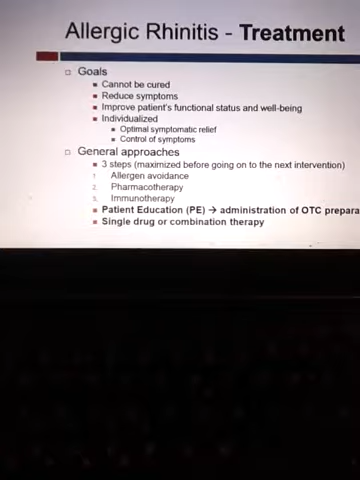 Allergic Rhinitis - Treatment
Goals
Cannot be cured
Reduce symptoms
Improve patient's functional status and well-being
Individualized
Optimal symptomatic relief
Control of symptoms
General approaches
3 steps (maximized before going on to the next intervention)
1. Allergen avoidance
2. Pharmacotherapy
3. Immunotherapy
Patient Education (PE) → administration of OTC prepara
Single drug or combination therapy